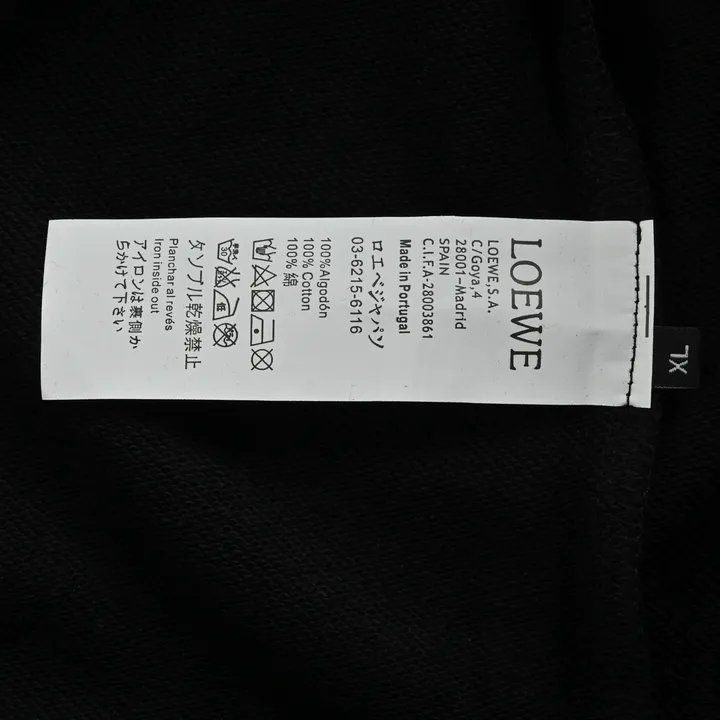 LOEWE
LOEWE,S.A.
C/Goya,4
28001-Madrid
SPAIN
C.I.F.A-28003861
Made in Portugal
ロエベジャパン
03-6215-6116
100%Algodón
100% Cotton
100% 綿
30
タンブル乾燥禁止
Planchar al revés
Iron inside out
アイロンは裏側か
らかけて下さい
XL